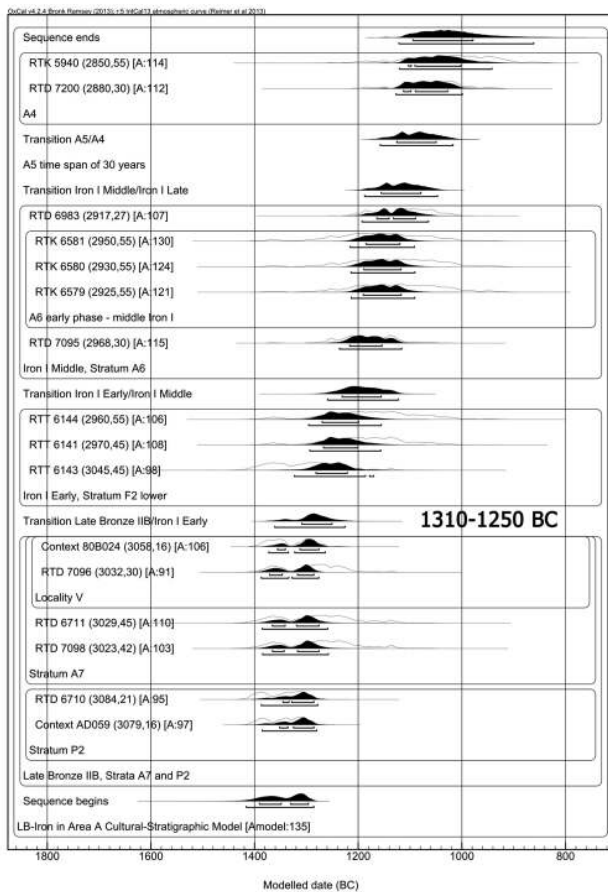 OxCal v4.2.4 Bronk Ramsey (2013); r:5 IntCal13 atmospheric curve (Reimer et al 2013)
Sequence ends
RTK 5940 (2850,55) [A:114]
RTD 7200 (2880,30) [A:112]
A4
Transition A5/A4
A5 time span of 30 years
Transition Iron I Middle/Iron I Late
RTD 6983 (2917,27) [A:107]
RTK 6581 (2950,55) [A:130]
RTK 6580 (2930,55) [A:124]
RTK 6579 (2925,55) [A:121]
A6 early phase - middle Iron I
RTD 7095 (2968,30) [A:115]
Iron I Middle, Stratum A6
Transition Iron I Early/Iron I Middle
RTT 6144 (2960,55) [A:106]
RTT 6141 (2970,45) [A:108]
RTT 6143 (3045,45) [A:98]
Iron I Early, Stratum F2 lower
Transition Late Bronze IIB/Iron I Early 1310-1250 BC
Context 80B024 (3058,16) [A:106]
RTD 7096 (3032,30) [A:91]
Locality V
RTD 6711 (3029,45) [A:110]
RTD 7098 (3023,42) [A:103]
Stratum A7
RTD 6710 (3084,21) [A:95]
Context AD059 (3079,16) [A:97]
Stratum P2
Late Bronze IIB, Strata A7 and P2
Sequence begins
LB-Iron in Area A Cultural-Stratigraphic Model [Amodel:135]
1800 1600 1400 1200 1000 800
Modelled date (BC)